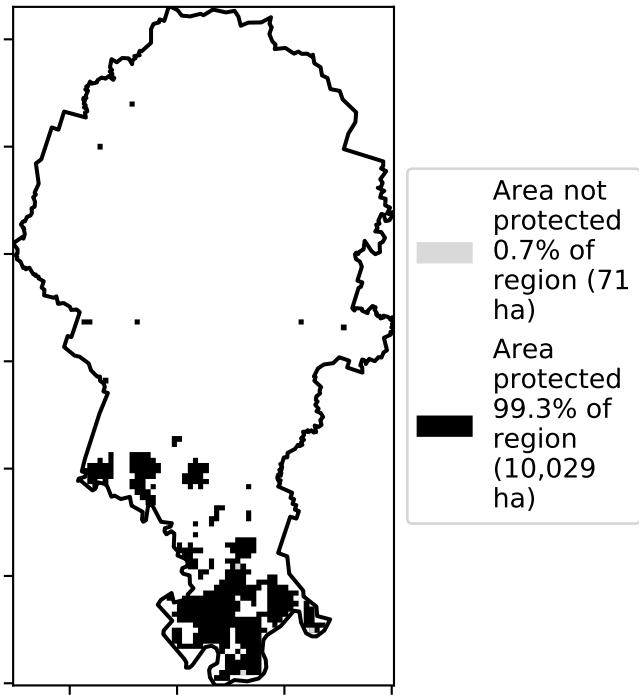 Area not
protected
0.7% of
region (71
ha)
Area
protected
99.3% of
region
(10,029
ha)